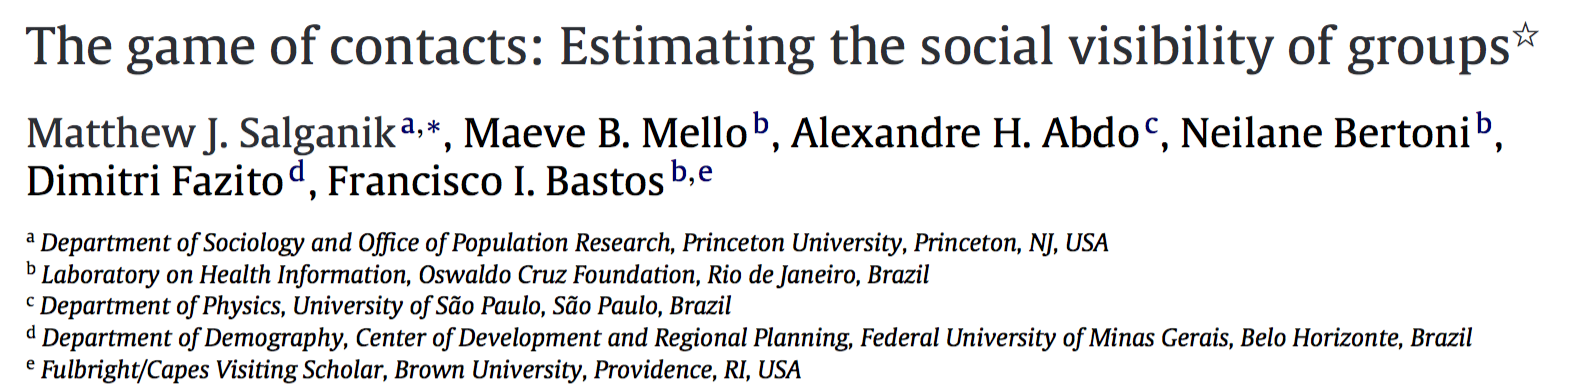 The game of contacts: Estimating the social visibility of groups☆
Matthew J. Salganik a,*, Maeve B. Mello b, Alexandre H. Abdo c, Neilane Bertoni b,
Dimitri Fazito d, Francisco I. Bastos b,e
a Department of Sociology and Office of Population Research, Princeton University, Princeton, NJ, USA
b Laboratory on Health Information, Oswaldo Cruz Foundation, Rio de Janeiro, Brazil
c Department of Physics, University of São Paulo, São Paulo, Brazil
d Department of Demography, Center of Development and Regional Planning, Federal University of Minas Gerais, Belo Horizonte, Brazil
e Fulbright/Capes Visiting Scholar, Brown University, Providence, RI, USA